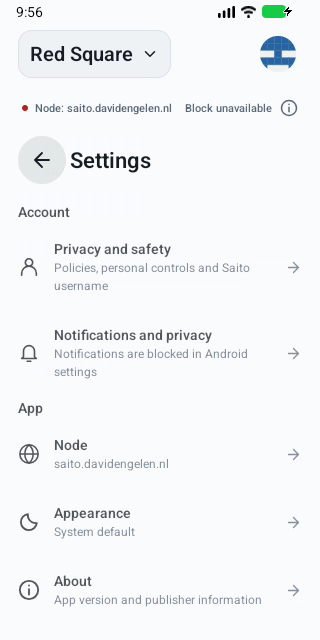 9:56
Red Square
Node: saito.davidengelen.nl Block unavailable
Settings
Account
Privacy and safety
Policies, personal controls and Saito
username
Notifications and privacy
Notifications are blocked in Android
settings
App
Node
saito.davidengelen.nl
Appearance
System default
About
App version and publisher information